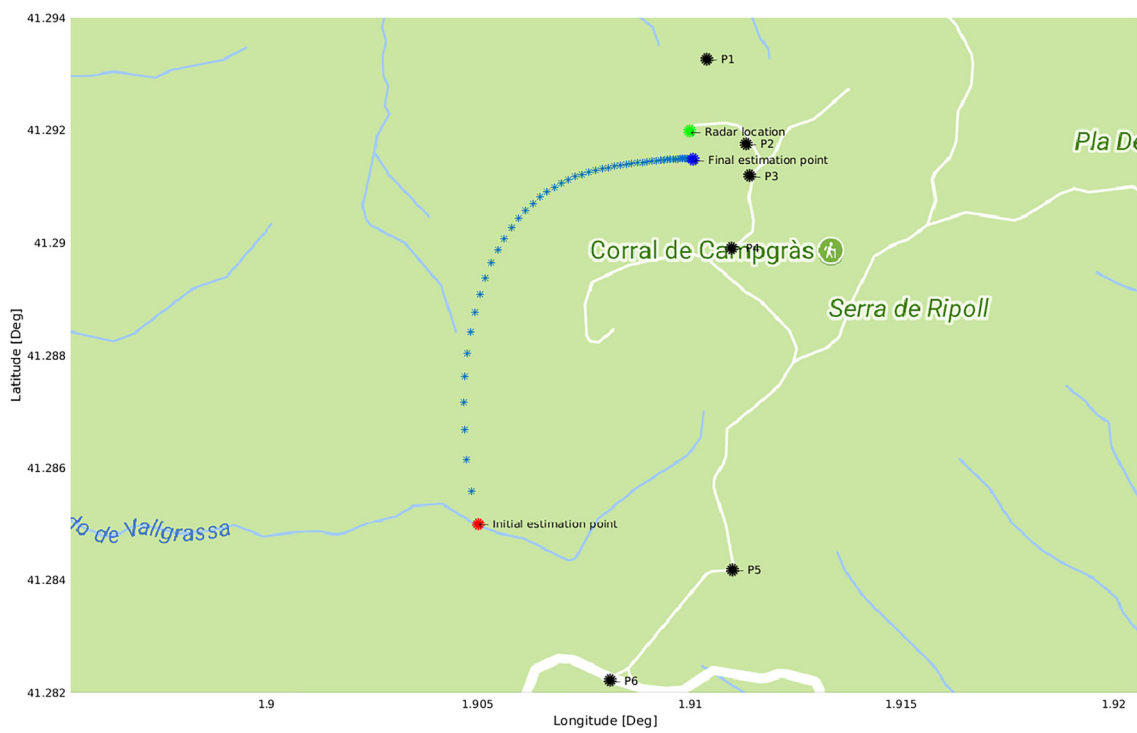 41.294
P1
41.292
Radar location
P2
Pla De
Final estimation point
P3
41.29
Corral de Campgràs
P4
Serra de Ripoll
41.288
Latitude [Deg]
41.286
Initial estimation point
do de Vallgrassa
41.284
P5
P6
41.282
1.9
1.905
1.91
1.915
1.92
Longitude [Deg]